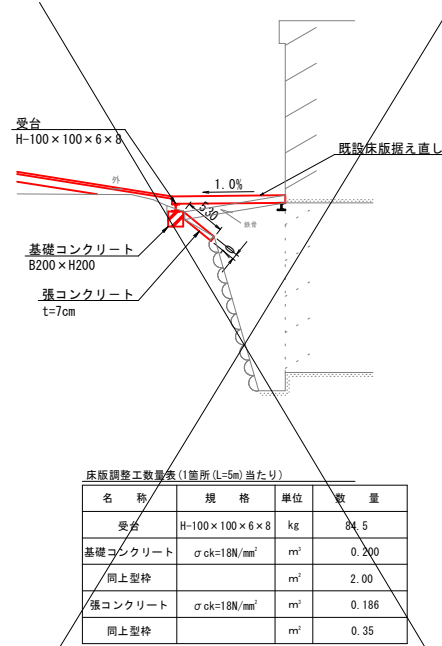 受台
H-100×100×6×8
外
1.0%
既設床版据え直し
530
鉄骨
70
基礎コンクリート
B200×H200
張コンクリート
t=7cm
床版調整工数量表(1箇所(L=5m)当たり)
名 称 規 格 単位 数 量
受台 H-100×100×6×8 kg 84.5
基礎コンクリート σck=18N/mm² m³ 0.200
同上型枠 m² 2.00
張コンクリート σck=18N/mm² m³ 0.186
同上型枠 m² 0.35